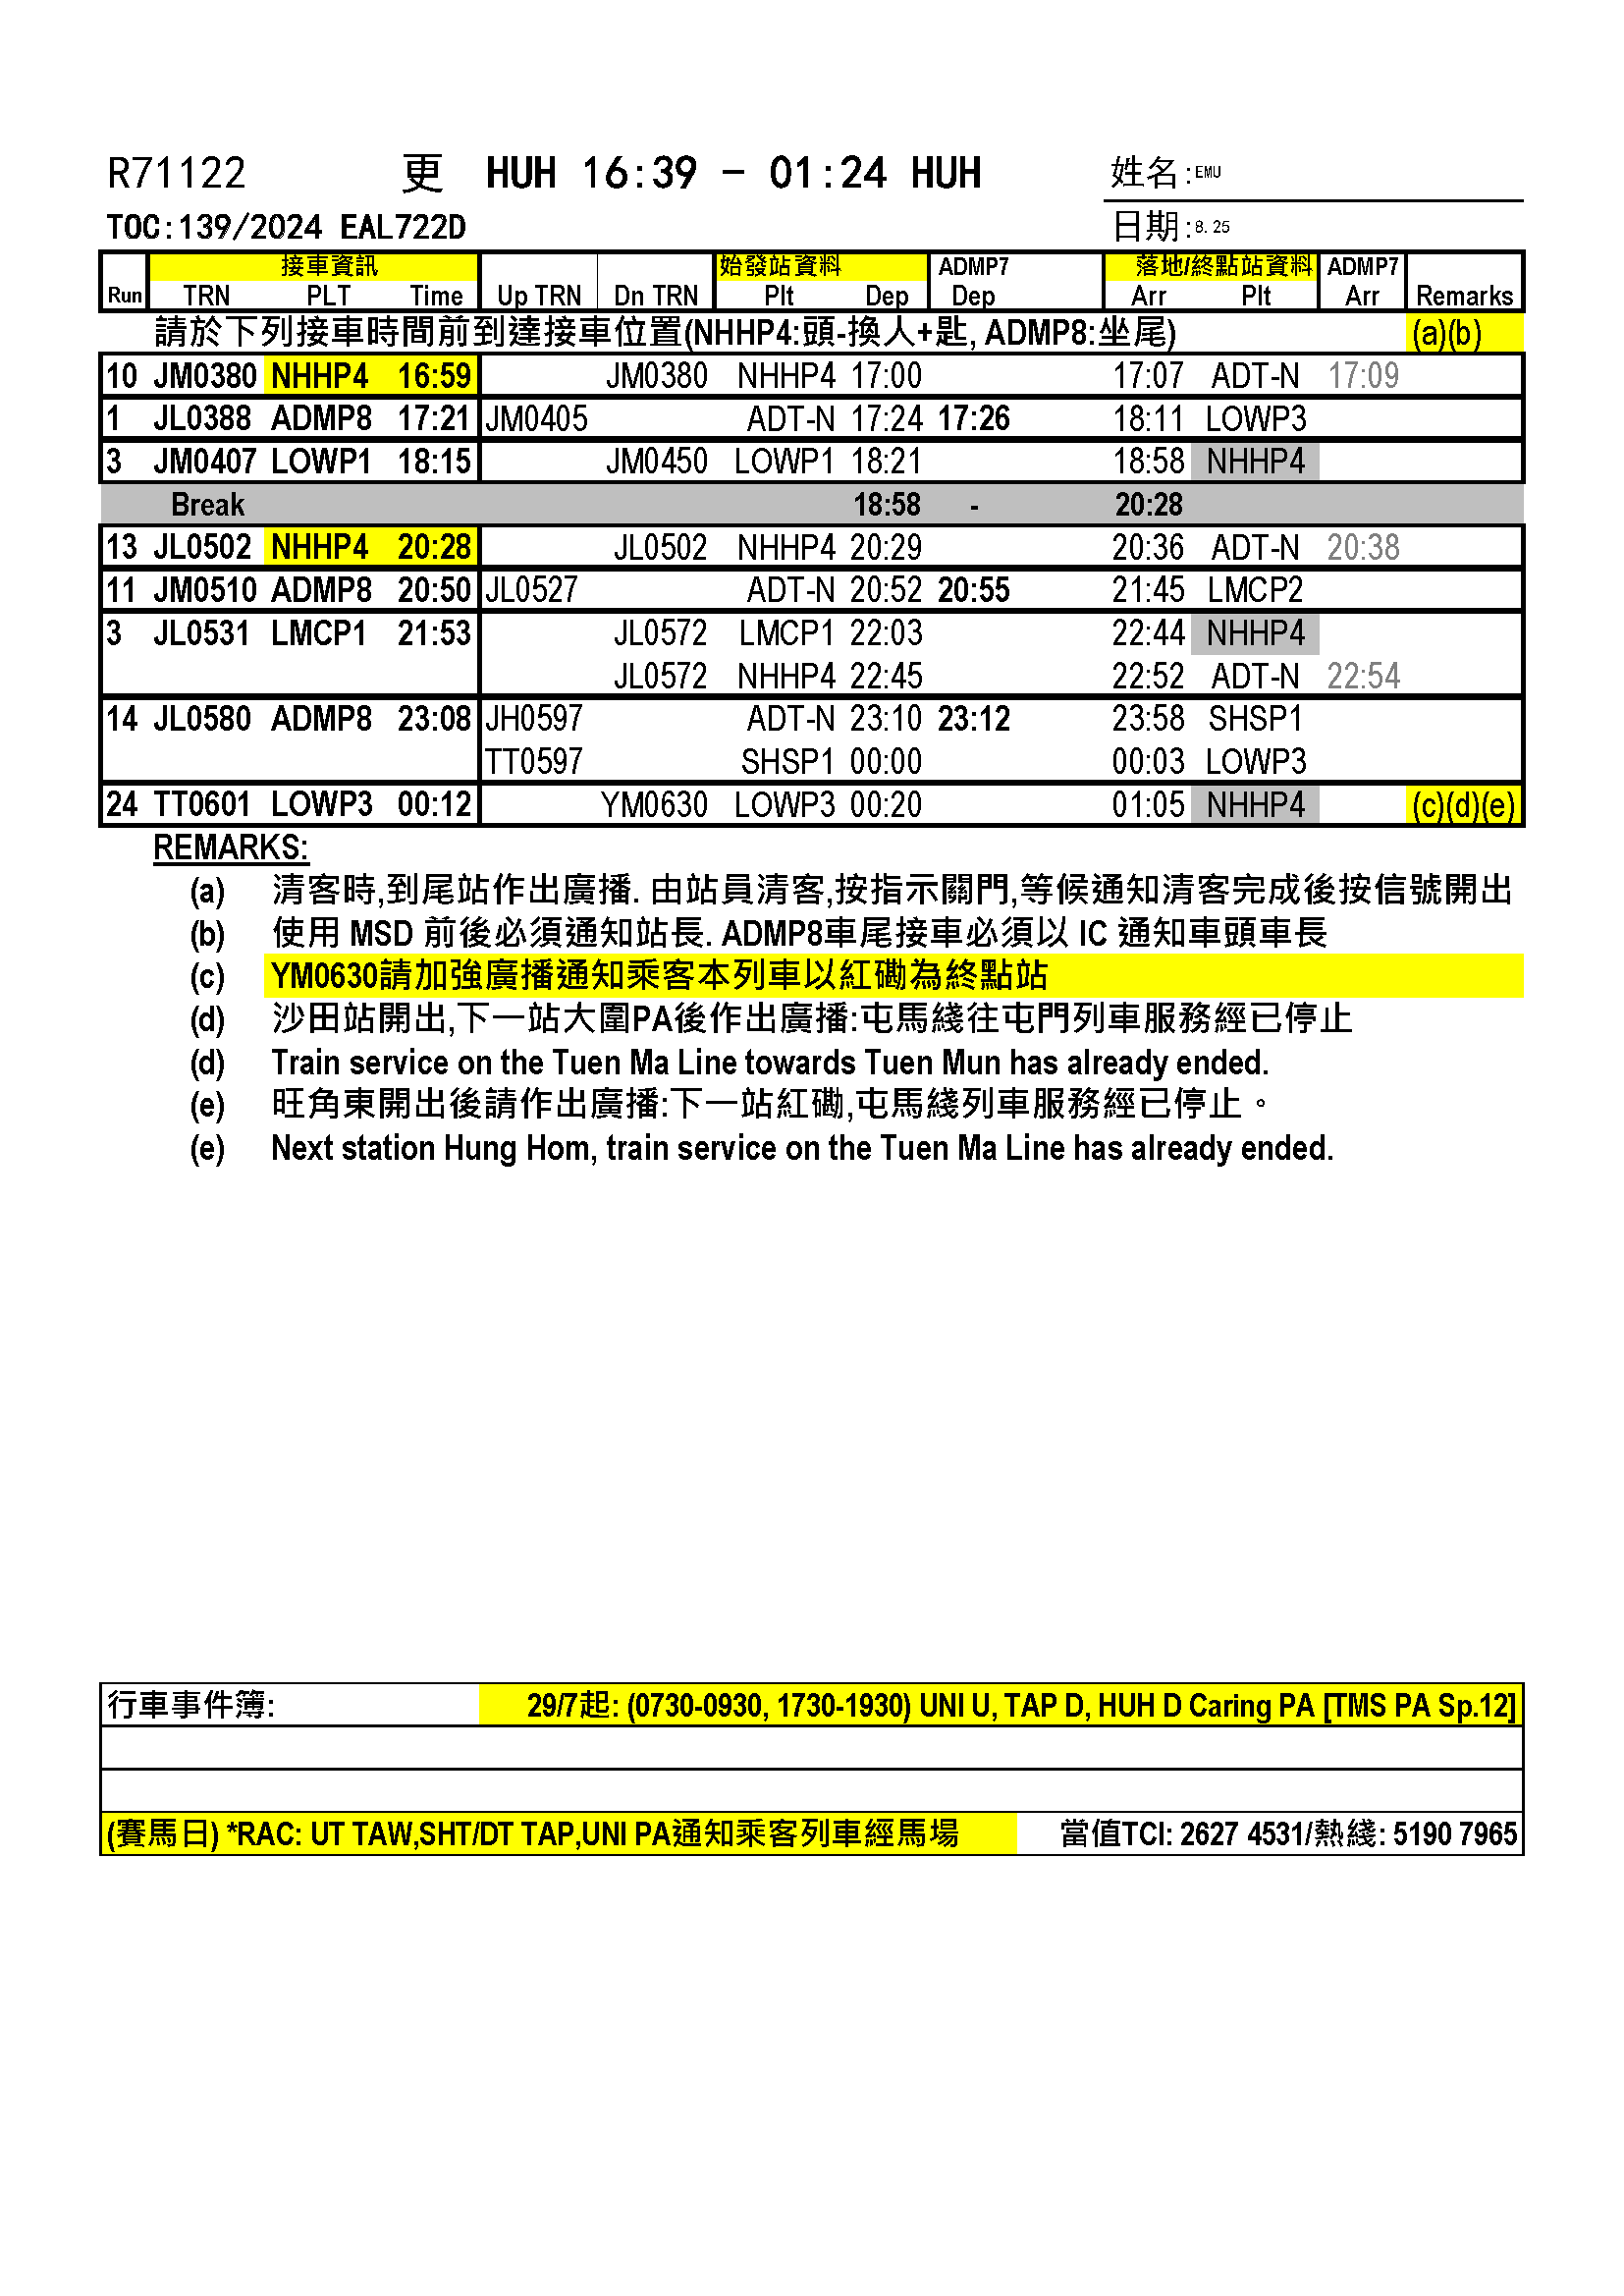 R71122 更 HUH 16:39 - 01:24 HUH 姓名:EMU
TOC:139/2024 EAL722D 日期:8.25
接車資訊 始發站資料 ADMP7 落地/終點站資料 ADMP7
Run TRN PLT Time Up TRN Dn TRN Plt Dep Dep Arr Plt Arr Remarks
請於下列接車時間前到達接車位置(NHHP4:頭-換人+匙, ADMP8:坐尾) (a)(b)
10 JM0380 NHHP4 16:59 JM0380 NHHP4 17:00 17:07 ADT-N 17:09
1 JL0388 ADMP8 17:21 JM0405 ADT-N 17:24 17:26 18:11 LOWP3
3 JM0407 LOWP1 18:15 JM0450 LOWP1 18:21 18:58 NHHP4
Break 18:58 - 20:28
13 JL0502 NHHP4 20:28 JL0502 NHHP4 20:29 20:36 ADT-N 20:38
11 JM0510 ADMP8 20:50 JL0527 ADT-N 20:52 20:55 21:45 LMCP2
3 JL0531 LMCP1 21:53 JL0572 LMCP1 22:03 22:44 NHHP4
JL0572 NHHP4 22:45 22:52 ADT-N 22:54
14 JL0580 ADMP8 23:08 JH0597 ADT-N 23:10 23:12 23:58 SHSP1
TT0597 SHSP1 00:00 00:03 LOWP3
24 TT0601 LOWP3 00:12 YM0630 LOWP3 00:20 01:05 NHHP4 (c)(d)(e)
REMARKS:
(a) 清客時,到尾站作出廣播. 由站員清客,按指示關門,等候通知清客完成後按信號開出
(b) 使用 MSD 前後必須通知站長. ADMP8車尾接車必須以 IC 通知車頭車長
(c) YM0630請加強廣播通知乘客本列車以紅磡為終點站
(d) 沙田站開出,下一站大圍PA後作出廣播:屯馬綫往屯門列車服務經已停止
(d) Train service on the Tuen Ma Line towards Tuen Mun has already ended.
(e) 旺角東開出後請作出廣播:下一站紅磡,屯馬綫列車服務經已停止。
(e) Next station Hung Hom, train service on the Tuen Ma Line has already ended.
行車事件簿: 29/7起: (0730-0930, 1730-1930) UNI U, TAP D, HUH D Caring PA [TMS PA Sp.12]
(賽馬日) *RAC: UT TAW,SHT/DT TAP,UNI PA通知乘客列車經馬場 當值TCI: 2627 4531/熱綫: 5190 7965